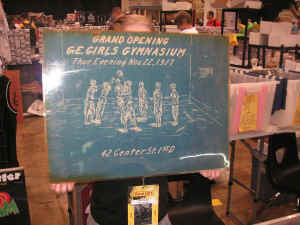 GRAND OPENING
G.E. GIRLS GYMNASIUM
Thur Evening Nov. 22, 1917
42 Center St.